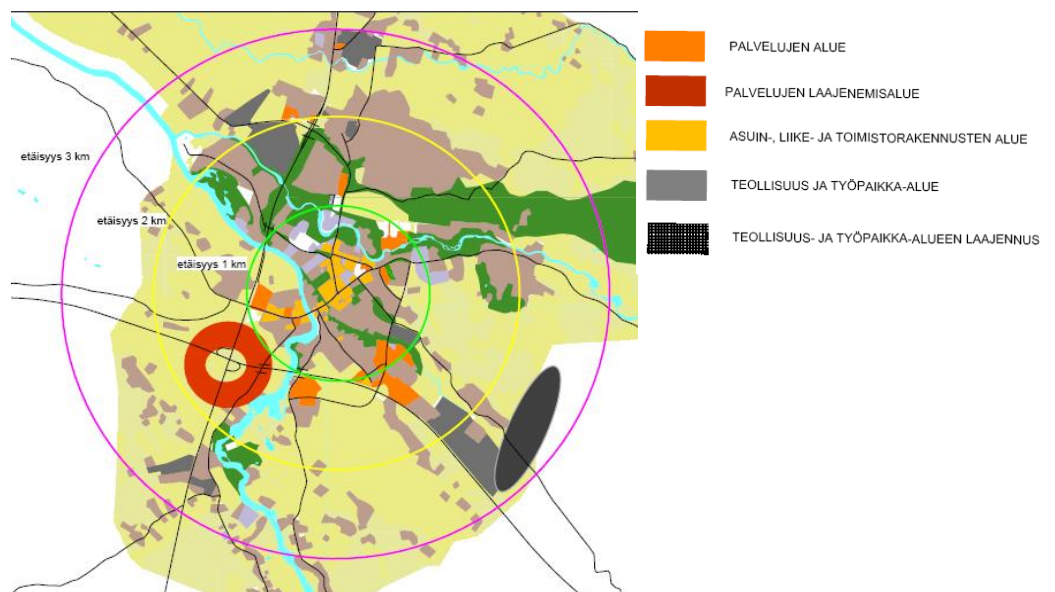 etäisyys 3 km
etäisyys 2 km
etäisyys 1 km
PALVELUJEN ALUE
PALVELUJEN LAAJENEMISALUE
ASUIN-, LIIKE- JA TOIMISTORAKENNUSTEN ALUE
TEOLLISUUS JA TYÖPAIKKA-ALUE
TEOLLISUUS- JA TYÖPAIKKA-ALUEEN LAAJENNUS